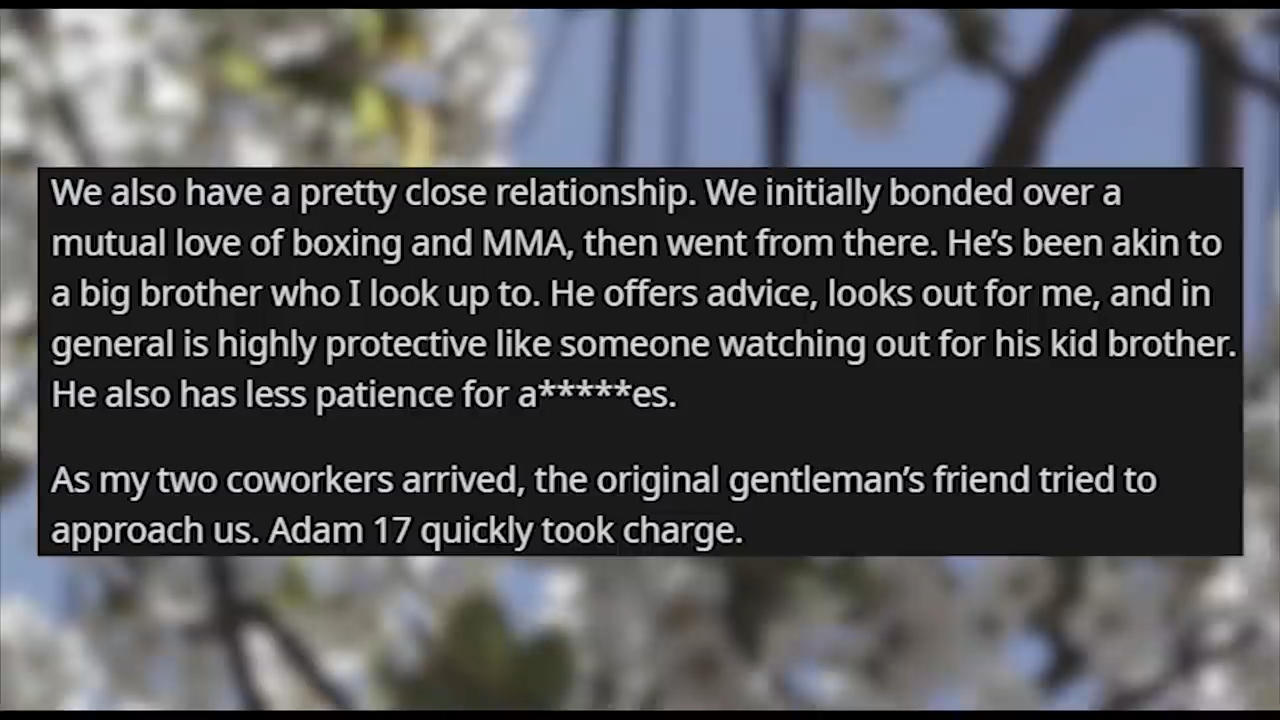 We also have a pretty close relationship. We initially bonded over a
mutual love of boxing and MMA, then went from there. He’s been akin to
a big brother who I look up to. He offers advice, looks out for me, and in
general is highly protective like someone watching out for his kid brother.
He also has less patience for a*****es.
As my two coworkers arrived, the original gentleman’s friend tried to
approach us. Adam 17 quickly took charge.